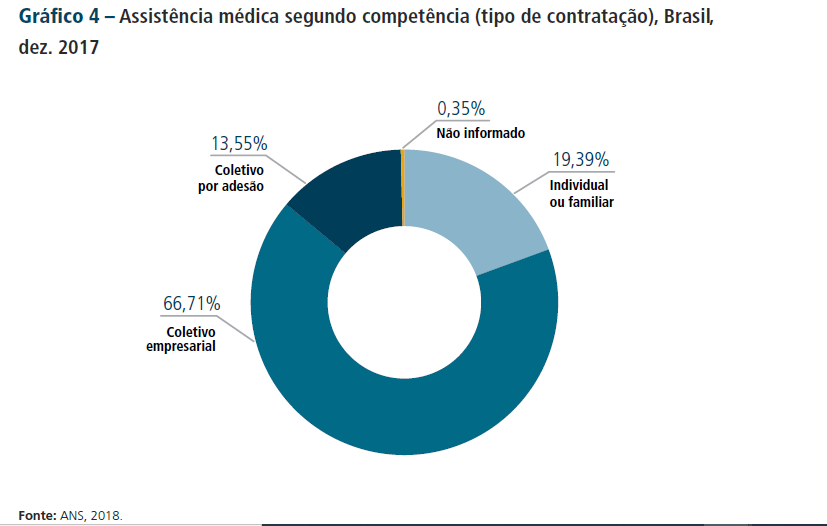 Gráfico 4 – Assistência médica segundo competência (tipo de contratação), Brasil,
dez. 2017
0,35%
Não informado
13,55%
Coletivo
por adesão
19,39%
Individual
ou familiar
66,71%
Coletivo
empresarial
Fonte: ANS, 2018.